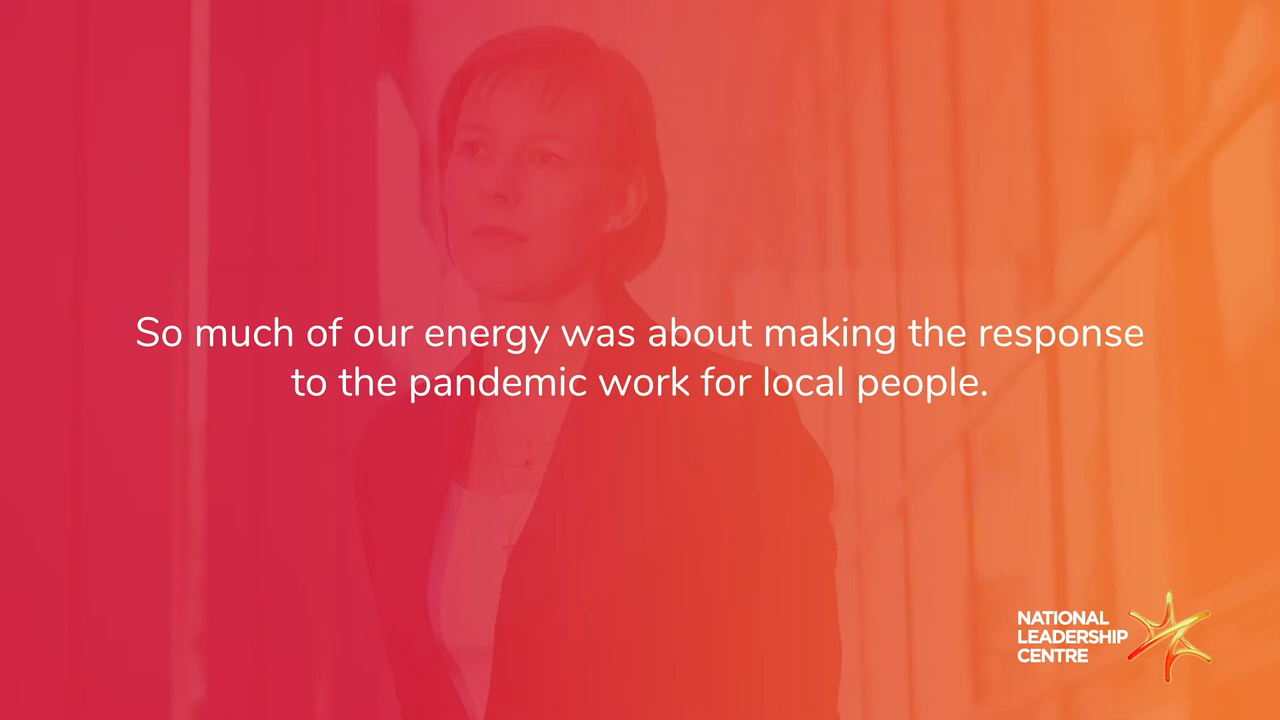 So much of our energy was about making the response
to the pandemic work for local people.
NATIONAL
LEADERSHIP
CENTRE